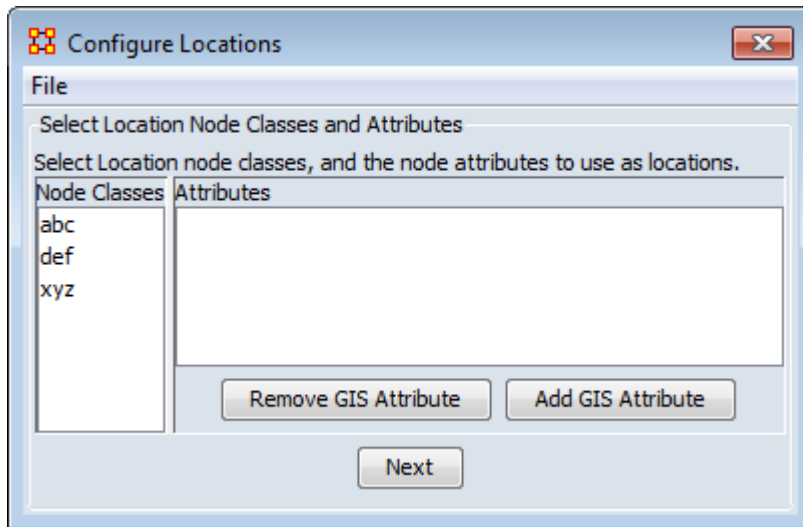 Configure Locations
File
Select Location Node Classes and Attributes
Select Location node classes, and the node attributes to use as locations.
Node Classes Attributes
abc
def
xyz
Remove GIS Attribute Add GIS Attribute
Next